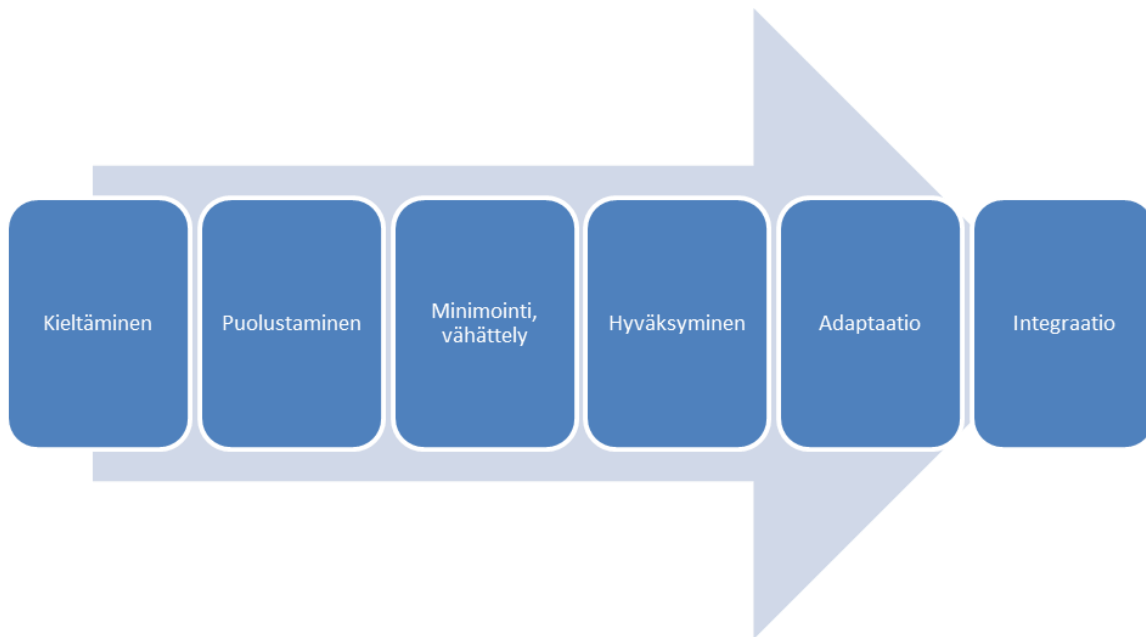 Kieltäminen
Puolustaminen
Minimointi,
vähättely
Hyväksyminen
Adaptaatio
Integraatio